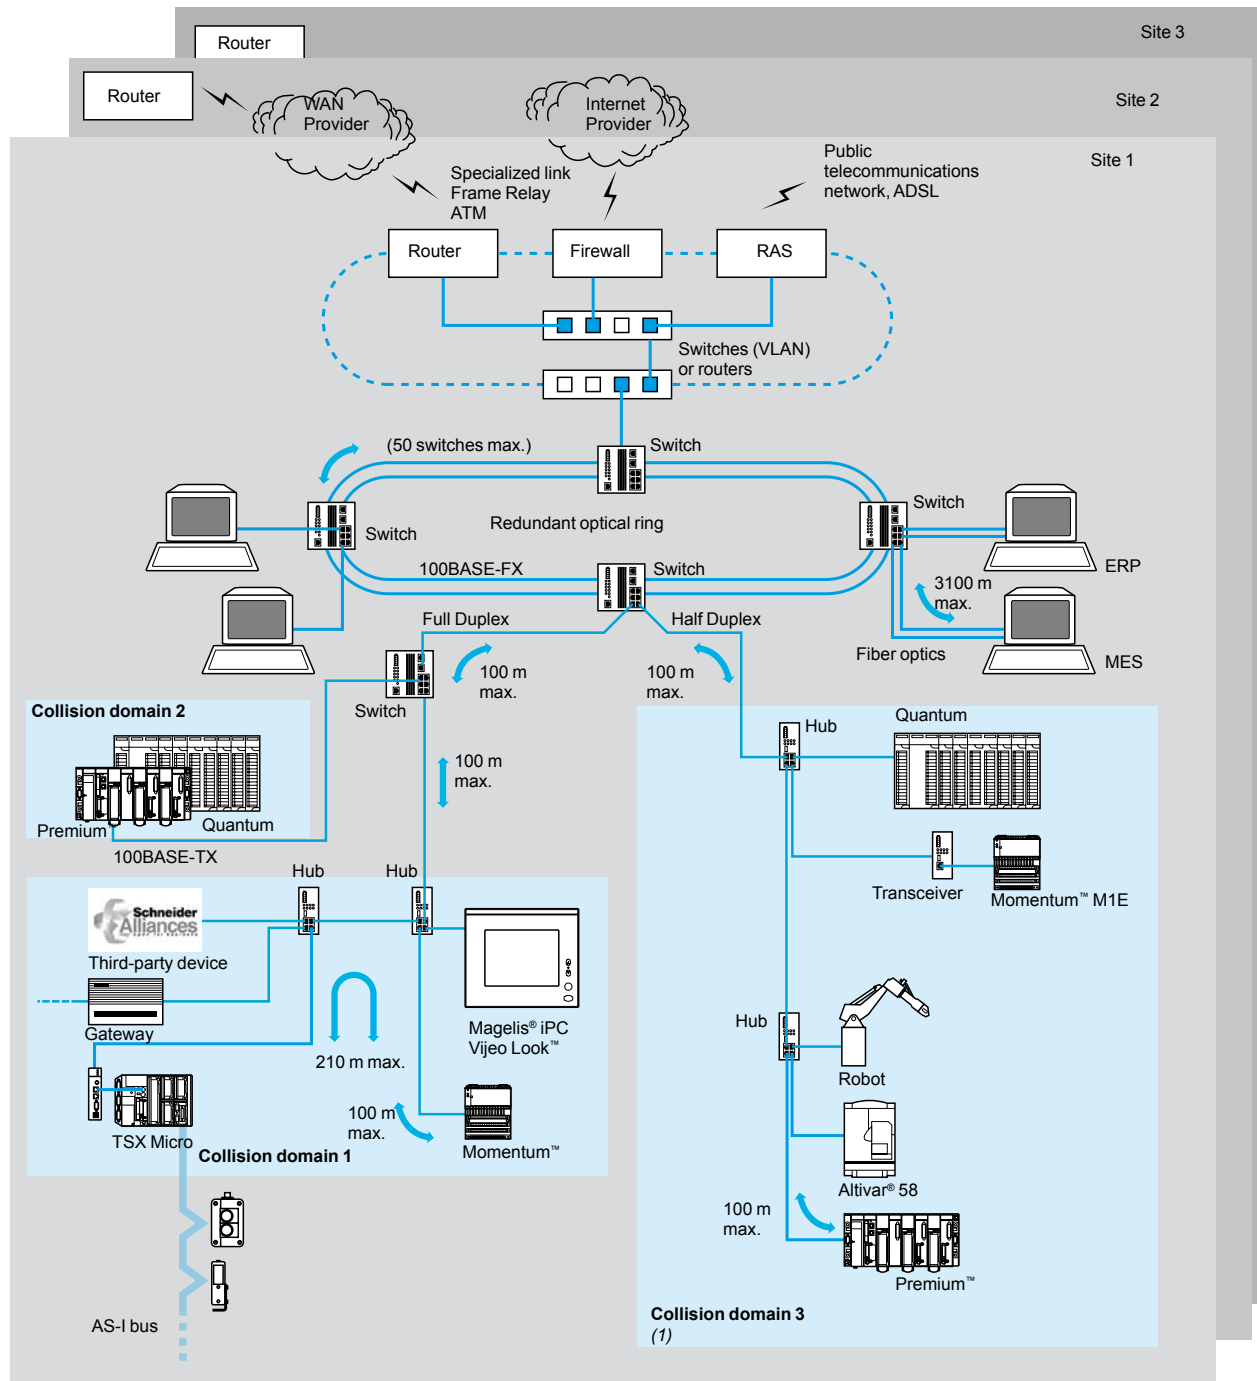 Site 3
Router
Site 2
Router
WAN
Provider
Internet
Provider
Site 1
Public
telecommunications
network, ADSL
Specialized link
Frame Relay
ATM
Router
Firewall
RAS
Switches (VLAN)
or routers
(50 switches max.)
Switch
Switch
Redundant optical ring
Switch
100BASE-FX
Switch
ERP
3100 m
max.
Full Duplex
Half Duplex
Fiber optics
MES
100 m
max.
100 m
max.
Switch
Collision domain 2
Quantum
Hub
100 m
max.
Premium
Quantum
100BASE-TX
Hub
Hub
Transceiver
Momentum™ M1E
Schneider
Alliances
Third-party device
Gateway
Magelis® iPC
Vijeo Look™
Hub
210 m max.
Robot
100 m
max.
TSX Micro
Collision domain 1
Momentum™
Altivar® 58
100 m
max.
Premium™
Collision domain 3
(1)
AS-I bus